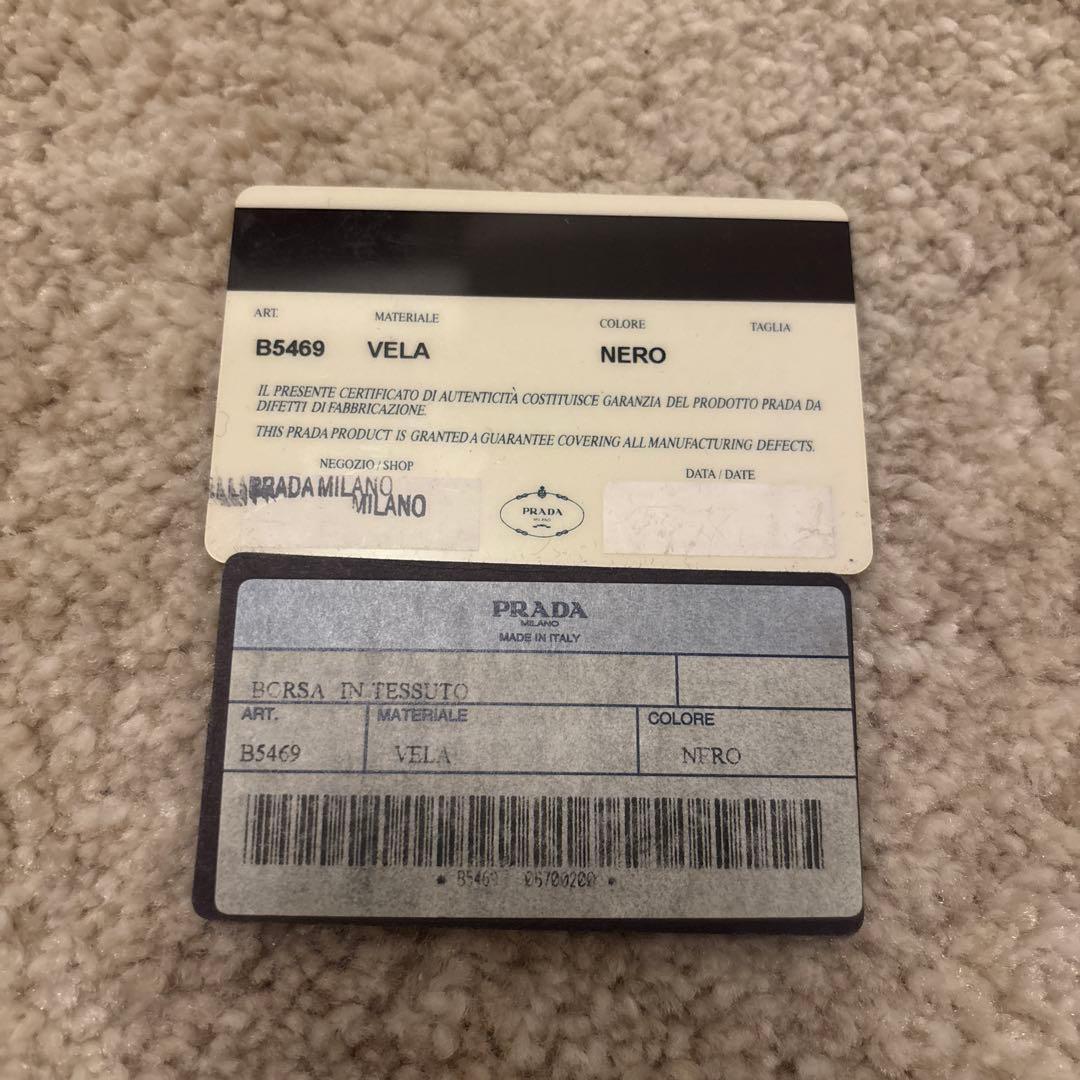 ART. MATERIALE COLORE TAGLIA
B5469 VELA NERO
IL PRESENTE CERTIFICATO DI AUTENTICITÀ COSTITUISCE GARANZIA DEL PRODOTTO PRADA DA
DIFETTI DI FABBRICAZIONE.
THIS PRADA PRODUCT IS GRANTED A GUARANTEE COVERING ALL MANUFACTURING DEFECTS.
NEGOZIO / SHOP DATA / DATE
PRADA MILANO
MILANO
PRADA
MILANO
PRADA
MILANO
MADE IN ITALY
BORSA IN TESSUTO
ART. MATERIALE COLORE
B5469 VELA NERO
* B5469 06700200 *